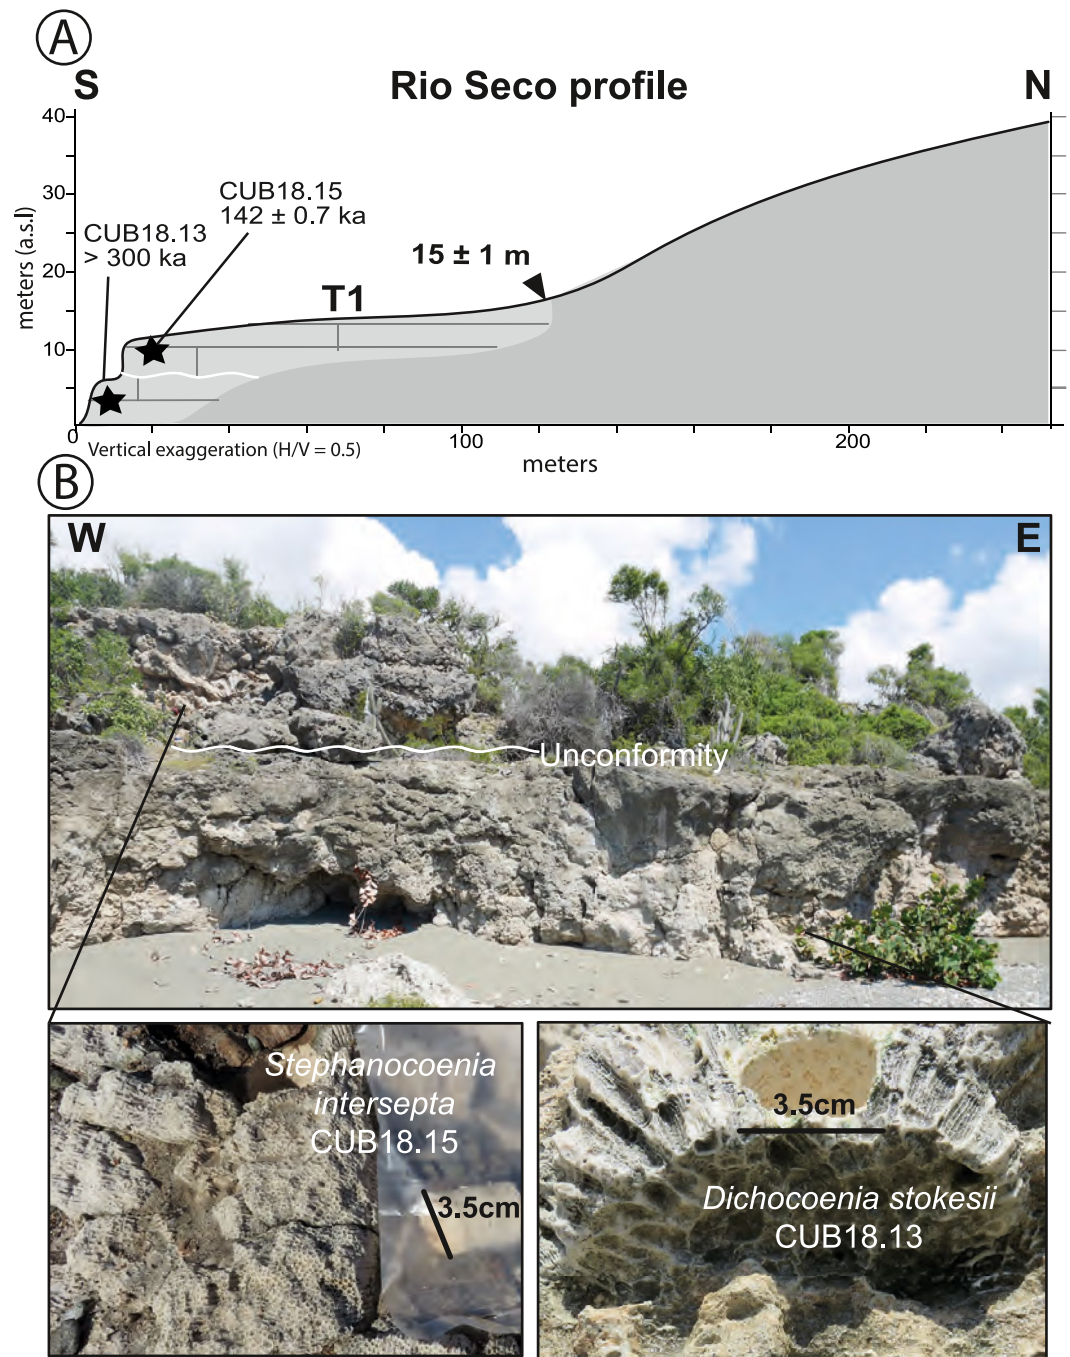 A
S
Rio Seco profile
N
40
30
20
10
0
meters (a.s.l)
CUB18.15
142 ± 0.7 ka
CUB18.13
> 300 ka
15 ± 1 m
T1
100
200
Vertical exaggeration (H/V = 0.5)
meters
B
W
E
Unconformity
Stephanocoenia
intersepta
CUB18.15
3.5cm
3.5cm
Dichocoenia stokesii
CUB18.13